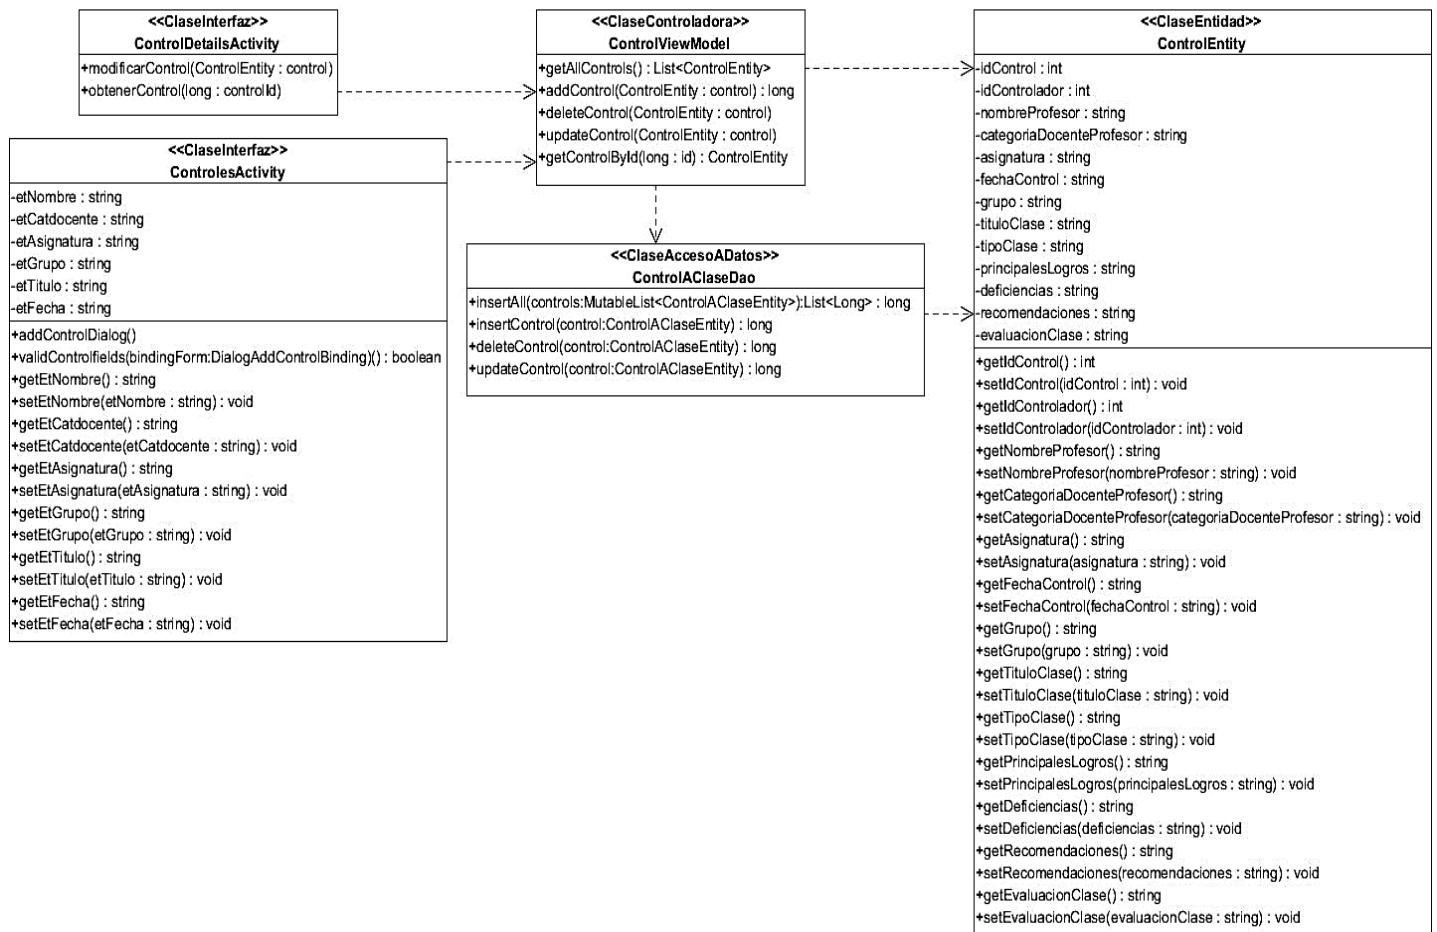 <<ClaseInterfaz>>
ControlDetailsActivity
+modificarControl(ControlEntity : control)
+obtenerControl(long : controlId)
<<ClaseInterfaz>>
ControlesActivity
-etNombre : string
-etCatdocente : string
-etAsignatura : string
-etGrupo : string
-etTitulo : string
-etFecha : string
+addControlDialog()
+validControlfields(bindingForm:DialogAddControlBinding)() : boolean
+getEtNombre() : string
+setEtNombre(etNombre : string) : void
+getEtCatdocente() : string
+setEtCatdocente(etCatdocente : string) : void
+getEtAsignatura() : string
+setEtAsignatura(etAsignatura : string) : void
+getEtGrupo() : string
+setEtGrupo(etGrupo : string) : void
+getEtTitulo() : string
+setEtTitulo(etTitulo : string) : void
+getEtFecha() : string
+setEtFecha(etFecha : string) : void
<<ClaseControladora>>
ControlViewModel
+getAllControls() : List<ControlEntity>
+addControl(ControlEntity : control) : long
+deleteControl(ControlEntity : control)
+updateControl(ControlEntity : control)
+getControlById(long : id) : ControlEntity
<<ClaseAccesoADatos>>
ControlAClaseDao
+insertAll(controls:MutableList<ControlAClaseEntity>):List<Long> : long
+insertControl(control:ControlAClaseEntity) : long
+deleteControl(control:ControlAClaseEntity) : long
+updateControl(control:ControlAClaseEntity) : long
<<ClaseEntidad>>
ControlEntity
-idControl : int
-idControlador : int
-nombreProfesor : string
-categoriaDocenteProfesor : string
-asignatura : string
-fechaControl : string
-grupo : string
-tituloClase : string
-tipoClase : string
-principalesLogros : string
-deficiencias : string
-recomendaciones : string
-evaluacionClase : string
+getIdControl() : int
+setIdControl(idControl : int) : void
+getIdControlador() : int
+setIdControlador(idControlador : int) : void
+getNombreProfesor() : string
+setNombreProfesor(nombreProfesor : string) : void
+getCategoriaDocenteProfesor() : string
+setCategoriaDocenteProfesor(categoriaDocenteProfesor : string) : void
+getAsignatura() : string
+setAsignatura(asignatura : string) : void
+getFechaControl() : string
+setFechaControl(fechaControl : string) : void
+getGrupo() : string
+setGrupo(grupo : string) : void
+getTituloClase() : string
+setTituloClase(tituloClase : string) : void
+getTipoClase() : string
+setTipoClase(tipoClase : string) : void
+getPrincipalesLogros() : string
+setPrincipalesLogros(principalesLogros : string) : void
+getDeficiencias() : string
+setDeficiencias(deficiencias : string) : void
+getRecomendaciones() : string
+setRecomendaciones(recomendaciones : string) : void
+getEvaluacionClase() : string
+setEvaluacionClase(evaluacionClase : string) : void